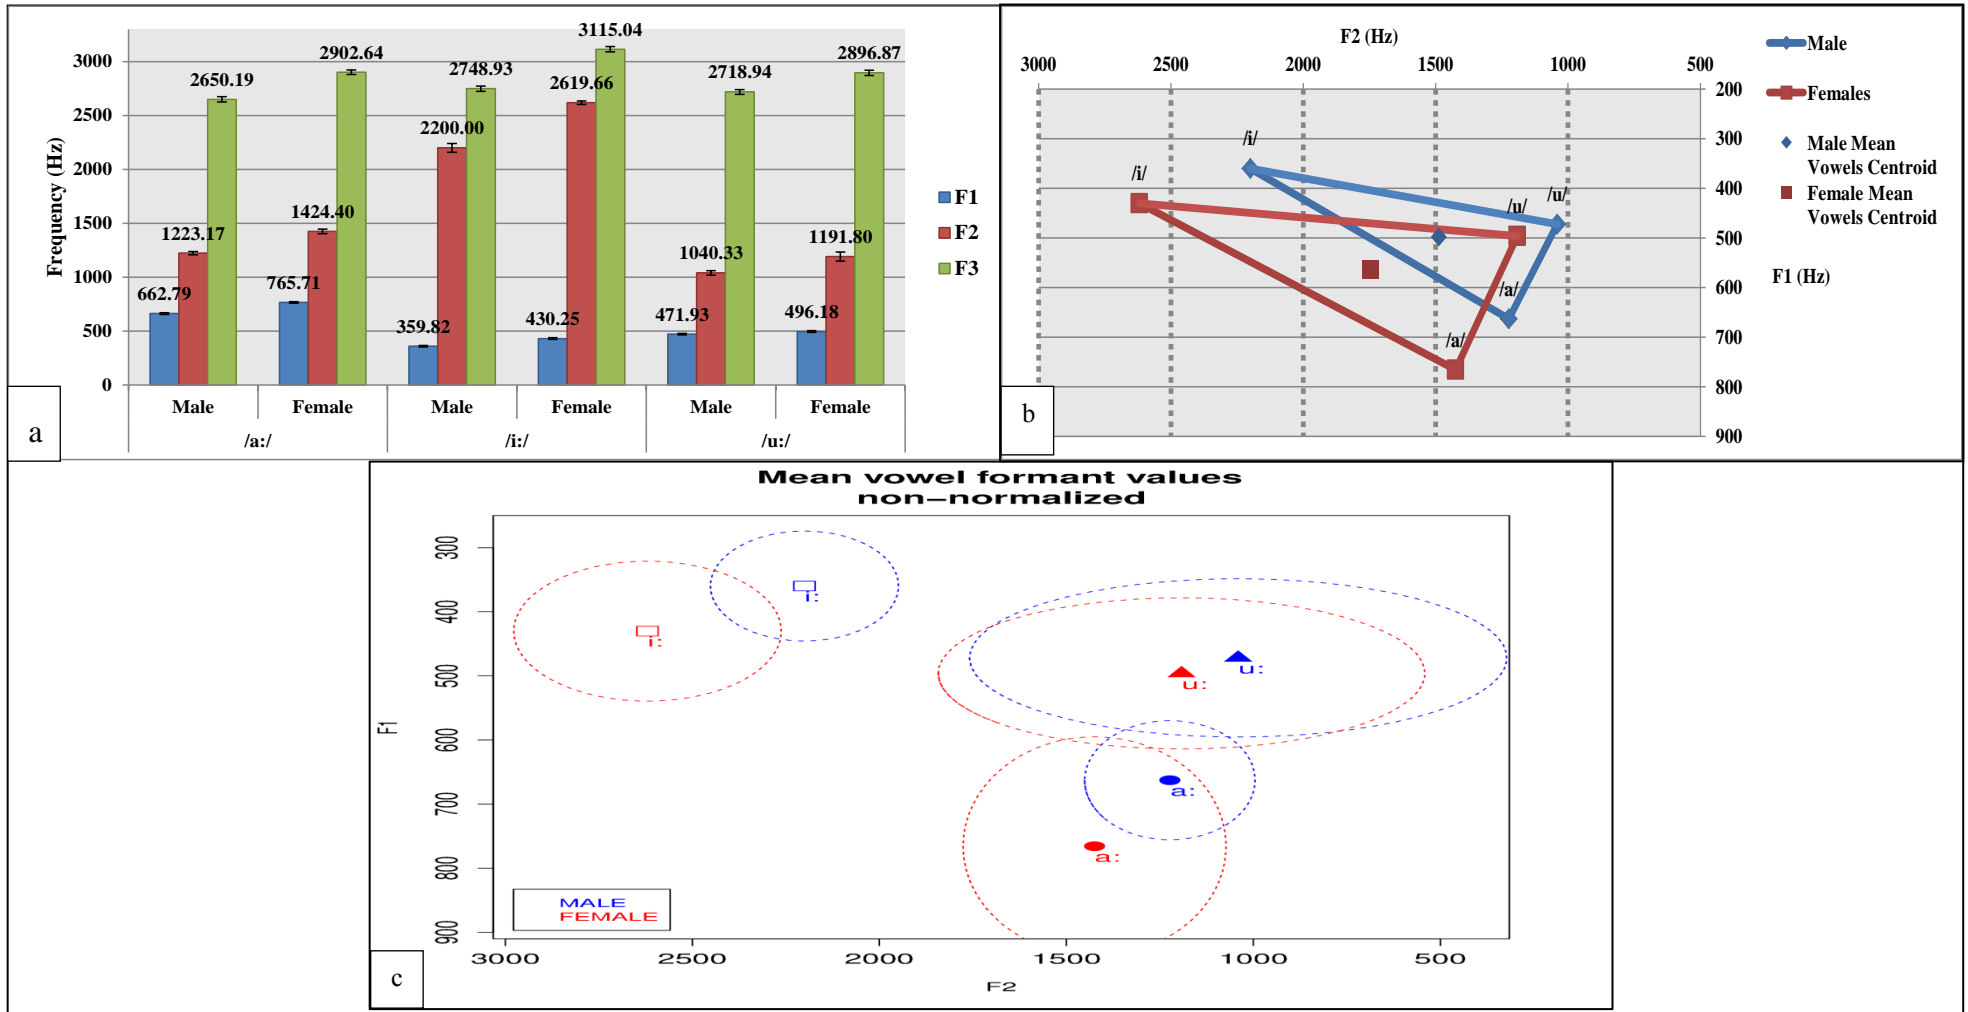 3115.04
2902.64
2896.87
2748.93
2718.94
2650.19
2619.66
2200.00
1424.40
1223.17
1191.80
1040.33
765.71
662.79
496.18
471.93
430.25
359.82
3000
2500
2000
1500
1000
500
0
Frequency (Hz)
Male Female Male Female Male Female
/a:/ /i:/ /u:/
F1
F2
F3
a
F2 (Hz)
3000 2500 2000 1500 1000 500
200
300
400
500
600
700
800
900
F1 (Hz)
/i/
/i/
/u/
/u/
/a/
/a/
Male
Females
Male Mean
Vowels Centroid
Female Mean
Vowels Centroid
b
Mean vowel formant values
non-normalized
300
400
500
600
700
800
900
F1
i:
i:
u:
u:
a:
a:
MALE
FEMALE
3000 2500 2000 1500 1000 500
F2
c